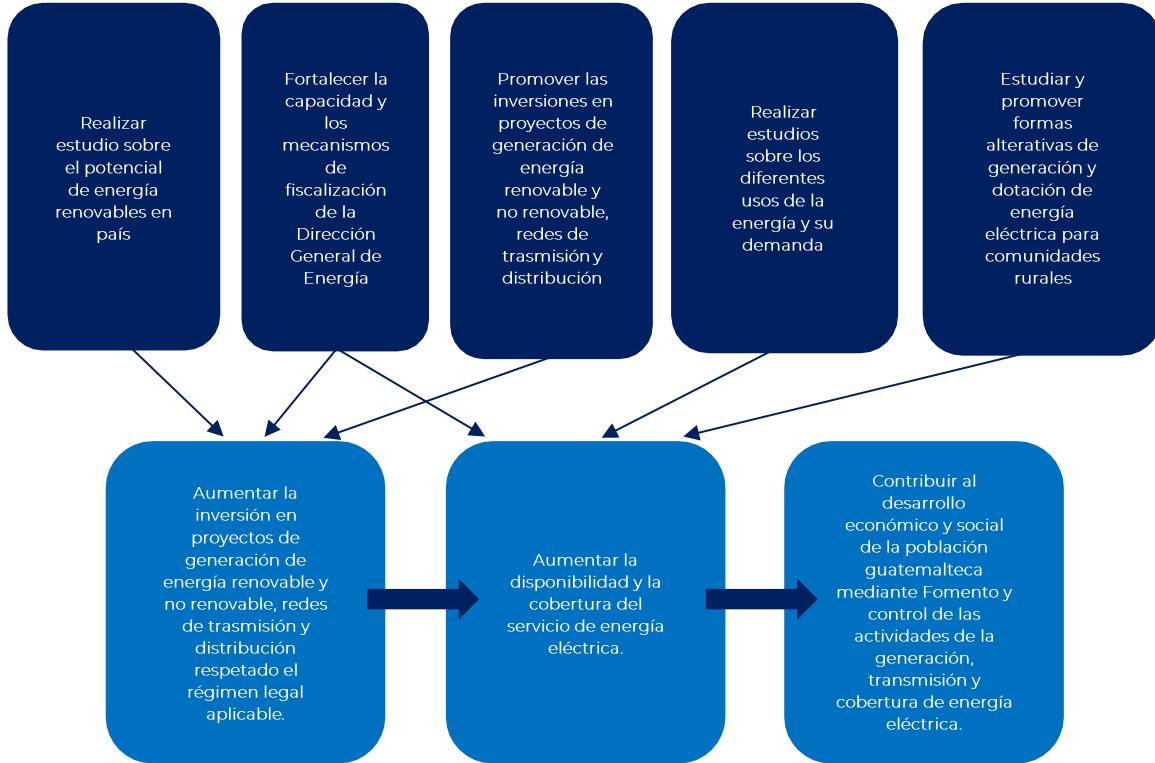 Realizar
estudio sobre
el potencial
de energía
renovables en
país
Fortalecer la
capacidad y
los
mecanismos
de
fiscalización
de la
Dirección
General de
Energía
Promover las
inversiones en
proyectos de
generación de
energía
renovable y
no renovable,
redes de
trasmisión y
distribución
Realizar
estudios
sobre los
diferentes
usos de la
energía y su
demanda
Estudiar y
promover
formas
alterativas de
generación y
dotación de
energía
eléctrica para
comunidades
rurales
Aumentar la
inversión en
proyectos de
generación de
energía renovable y
no renovable, redes
de trasmisión y
distribución
respetado el
régimen legal
aplicable.
Aumentar la
disponibilidad y la
cobertura del
servicio de energía
eléctrica.
Contribuir al
desarrollo
económico y social
de la población
guatemalteca
mediante Fomento y
control de las
actividades de la
generación,
transmisión y
cobertura de energía
eléctrica.